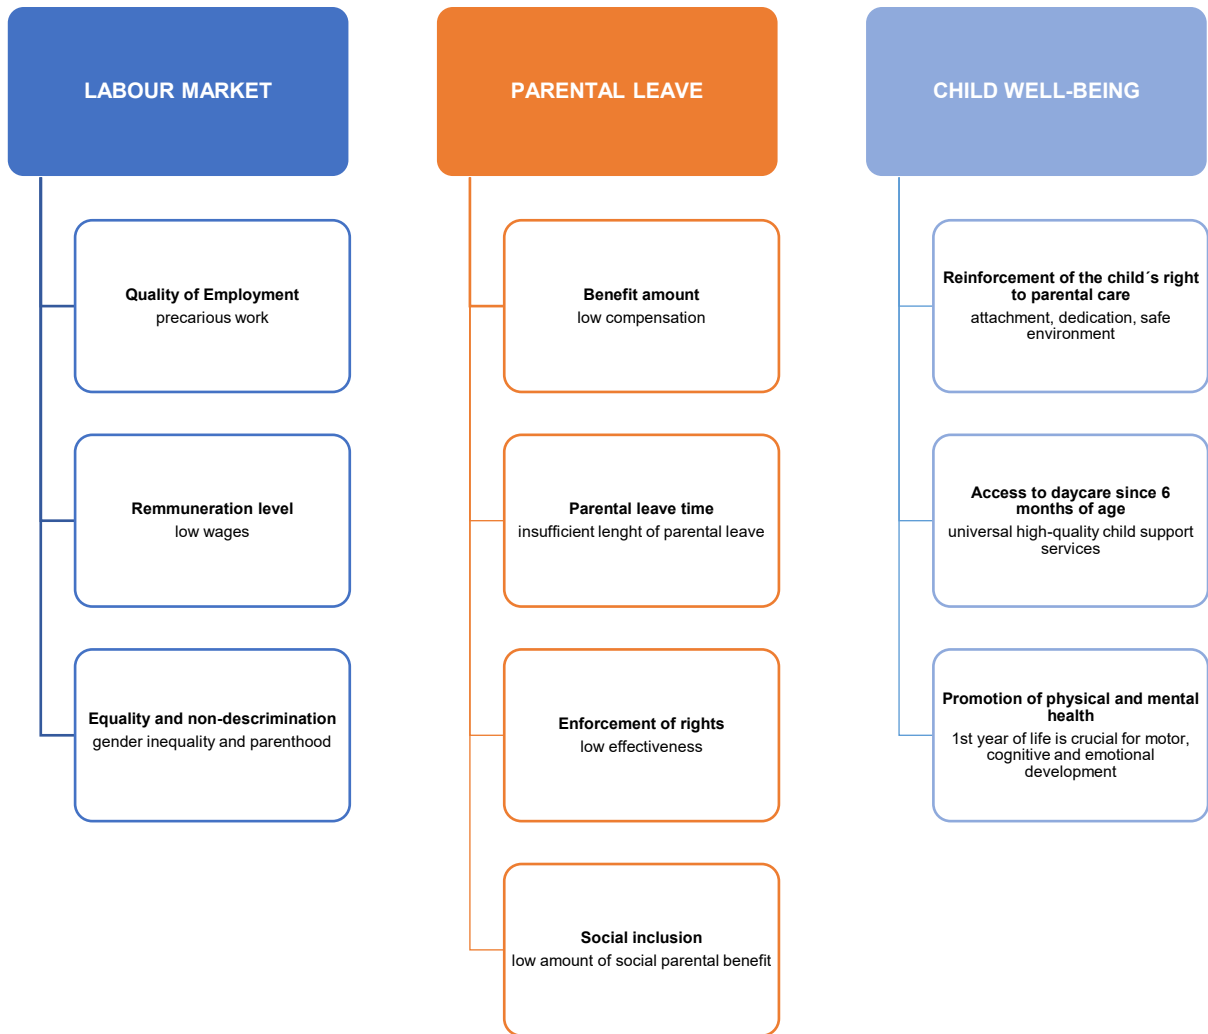 LABOUR MARKET
Quality of Employment
precarious work
Remmuneration level
low wages
Equality and non-descrimination
gender inequality and parenthood
PARENTAL LEAVE
Benefit amount
low compensation
Parental leave time
insufficient lenght of parental leave
Enforcement of rights
low effectiveness
Social inclusion
low amount of social parental benefit
CHILD WELL-BEING
Reinforcement of the child´s right
to parental care
attachment, dedication, safe
environment
Access to daycare since 6
months of age
universal high-quality child support
services
Promotion of physical and mental
health
1st year of life is crucial for motor,
cognitive and emotional
development